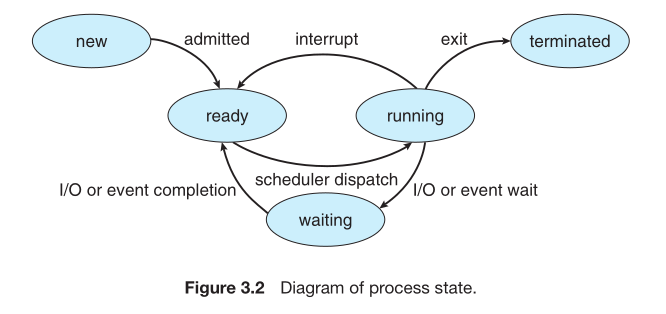 new
admitted
interrupt
exit
terminated
ready
running
I/O or event completion
scheduler dispatch
I/O or event wait
waiting
Figure 3.2 Diagram of process state.